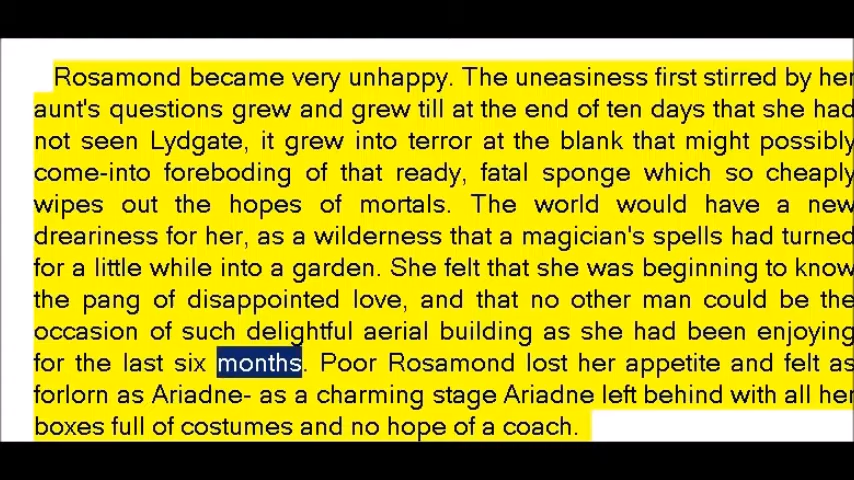 Rosamond became very unhappy. The uneasiness first stirred by her
aunt's questions grew and grew till at the end of ten days that she had
not seen Lydgate, it grew into terror at the blank that might possibly
come-into foreboding of that ready, fatal sponge which so cheaply
wipes out the hopes of mortals. The world would have a new
dreariness for her, as a wilderness that a magician's spells had turned
for a little while into a garden. She felt that she was beginning to know
the pang of disappointed love, and that no other man could be the
occasion of such delightful aerial building as she had been enjoying
for the last six months. Poor Rosamond lost her appetite and felt as
forlorn as Ariadne- as a charming stage Ariadne left behind with all her
boxes full of costumes and no hope of a coach.